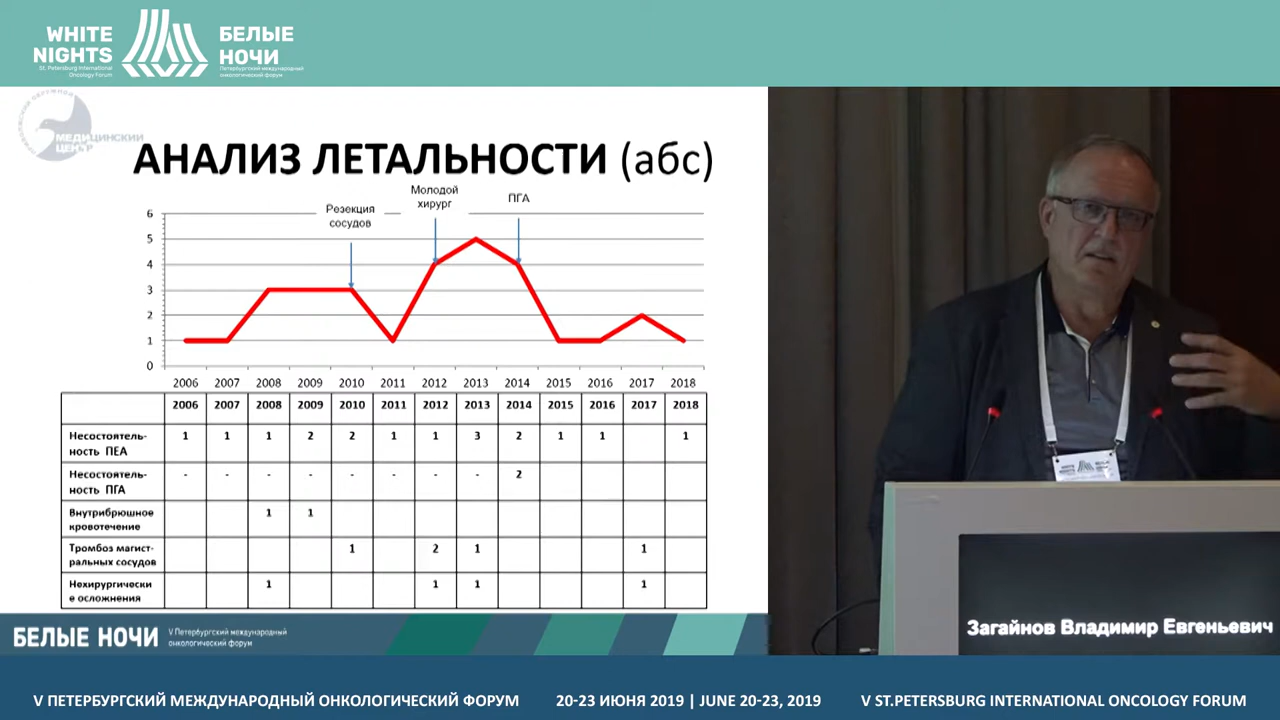 WHITE
NIGHTS
St. Petersburg International
Oncology Forum
БЕЛЫЕ
НОЧИ
Петербургский международный
онкологический форум
МЕДИЦИНСКИЙ
АНАЛИЗ ЛЕТАЛЬНОСТИ (абс)
Резекция
сосудов
Молодой
хирург
ПГА
6
5
4
3
2
1
0
2006 2007 2008 2009 2010 2011 2012 2013 2014 2015 2016 2017 2018
2006 2007 2008 2009 2010 2011 2012 2013 2014 2015 2016 2017 2018
Несостоятель- 1 1 1 2 2 1 1 3 2 1 1 1
ность ПЕА
Несостоятель- - - - - - - - - 2
ность ПГА
Внутрибрюшное 1 1
кровотечение
Тромбоз магист- 1 2 1 1
ральных сосудов
Нехирургически 1 1 1 1
е осложнения
БЕЛЫЕ НОЧИ
V Петербургский международный
онкологический форум
WHITE
NIGHTS
Загайнов Владимир Евгеньевич
V ПЕТЕРБУРГСКИЙ МЕЖДУНАРОДНЫЙ ОНКОЛОГИЧЕСКИЙ ФОРУМ 20-23 ИЮНЯ 2019 | JUNE 20-23, 2019 V ST.PETERSBURG INTERNATIONAL ONCOLOGY FORUM